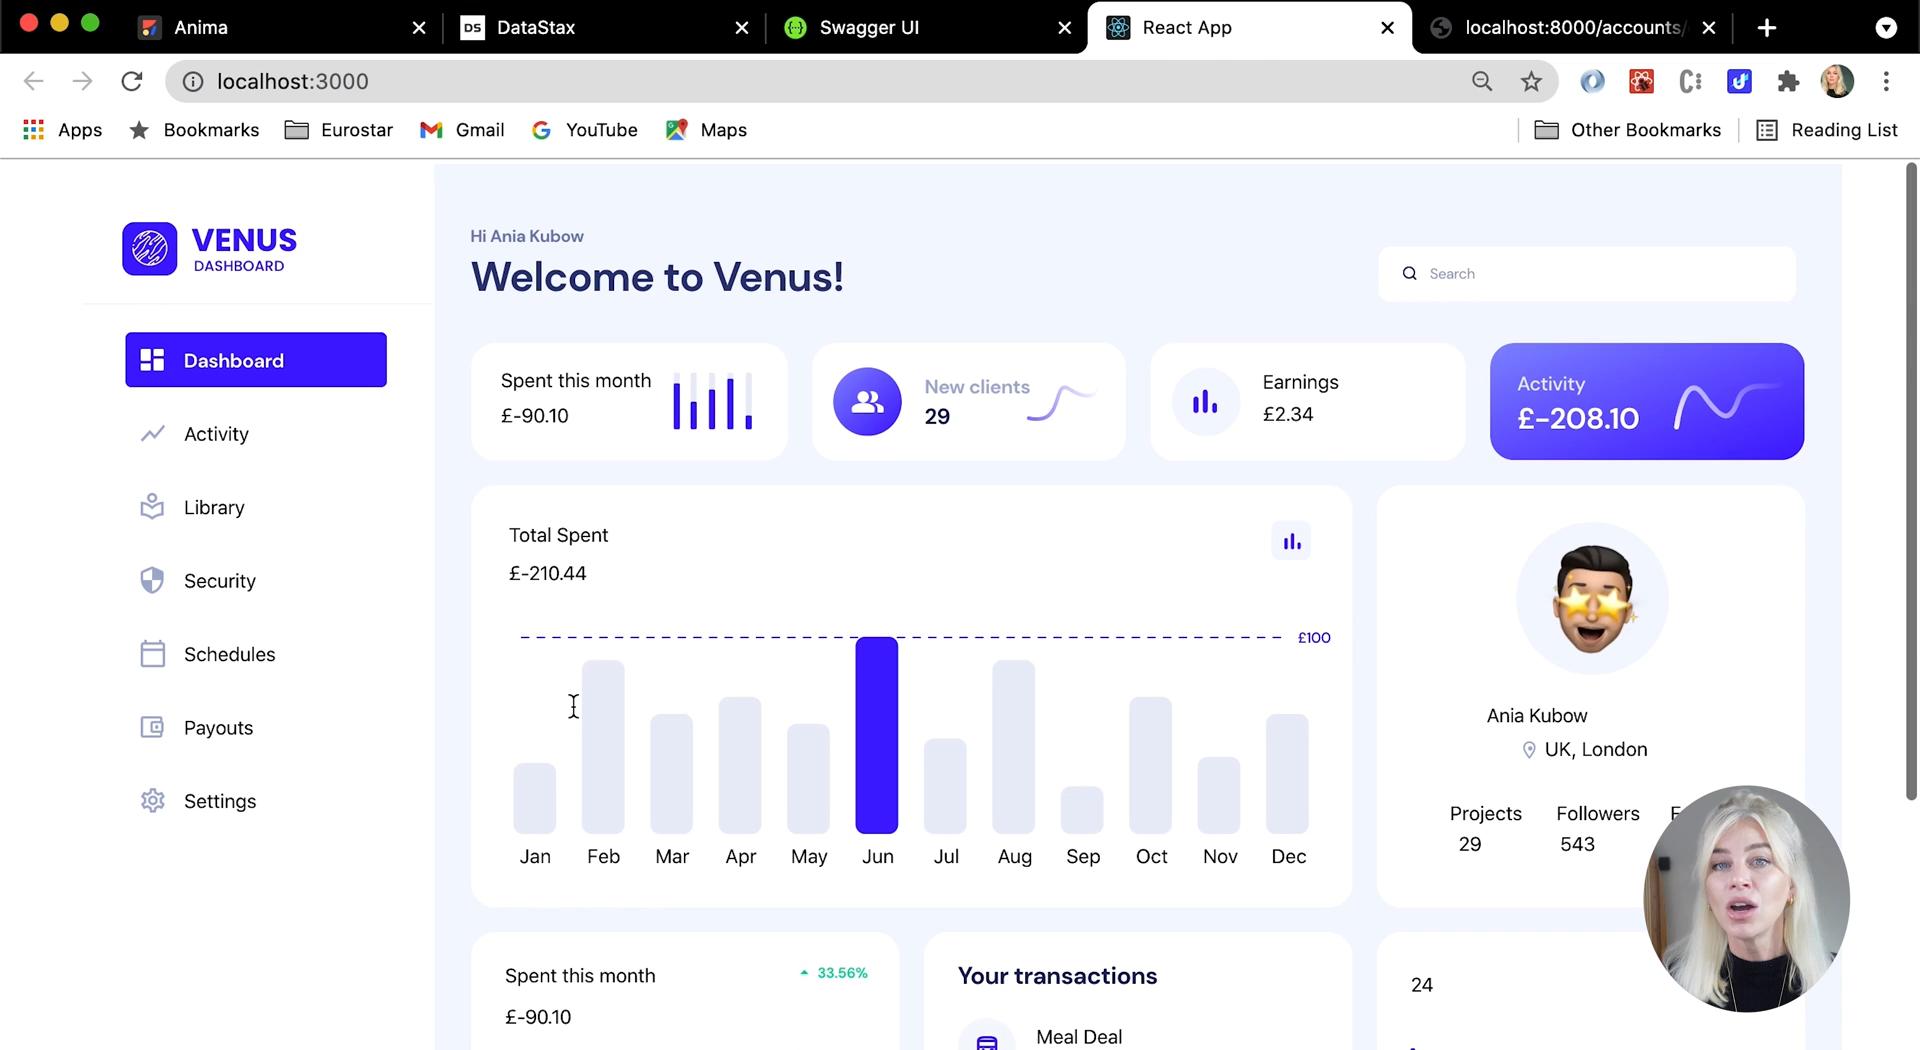 Anima
DS DataStax
Swagger UI
React App
localhost:8000/accounts/
localhost:3000
Apps
Bookmarks
Eurostar
Gmail
YouTube
Maps
Other Bookmarks
Reading List
VENUS
DASHBOARD
Dashboard
Activity
Library
Security
Schedules
Payouts
Settings
Hi Ania Kubow
Welcome to Venus!
Search
Spent this month
£-90.10
New clients
29
Earnings
£2.34
Activity
£-208.10
Total Spent
£-210.44
£100
Jan Feb Mar Apr May Jun Jul Aug Sep Oct Nov Dec
Ania Kubow
UK, London
Projects Followers
29 543
Spent this month
33.56%
£-90.10
Your transactions
Meal Deal
24